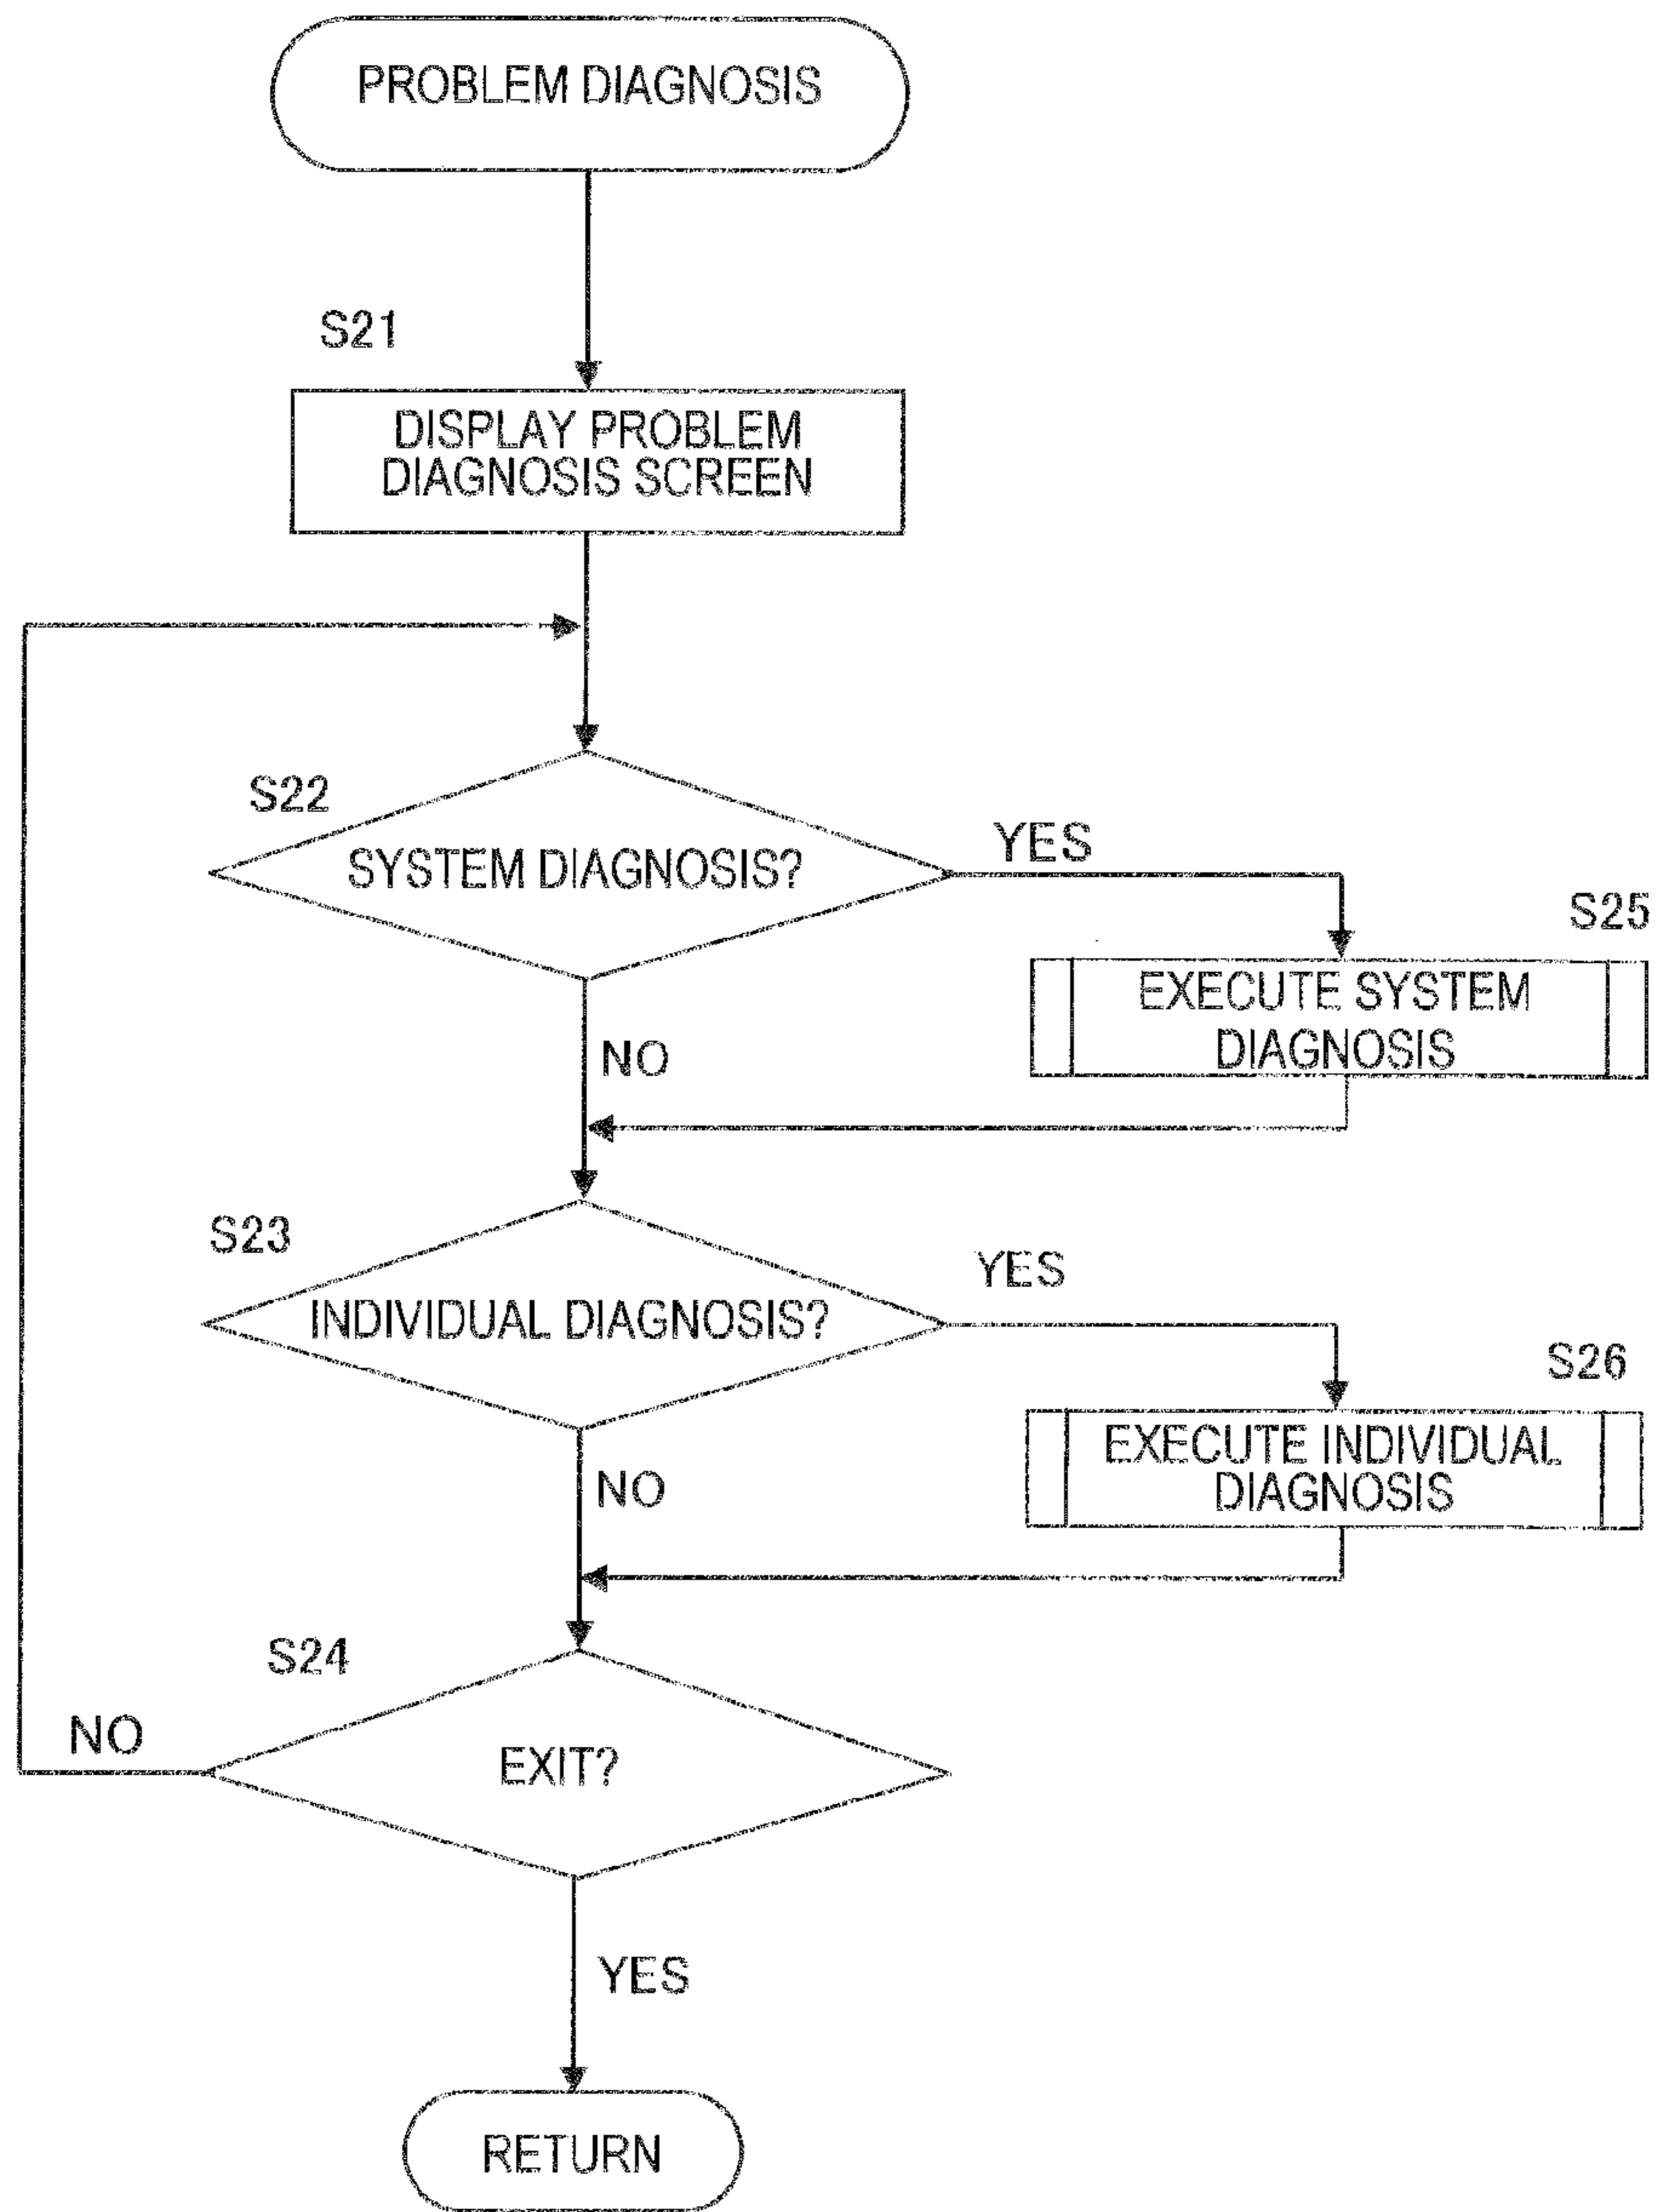 PROBLEM DIAGNOSIS
S21
DISPLAY PROBLEM
DIAGNOSIS SCREEN
S22
SYSTEM DIAGNOSIS?
YES
S25
EXECUTE SYSTEM
DIAGNOSIS
NO
S23
INDIVIDUAL DIAGNOSIS?
YES
S26
EXECUTE INDIVIDUAL
DIAGNOSIS
NO
S24
NO
EXIT?
YES
RETURN